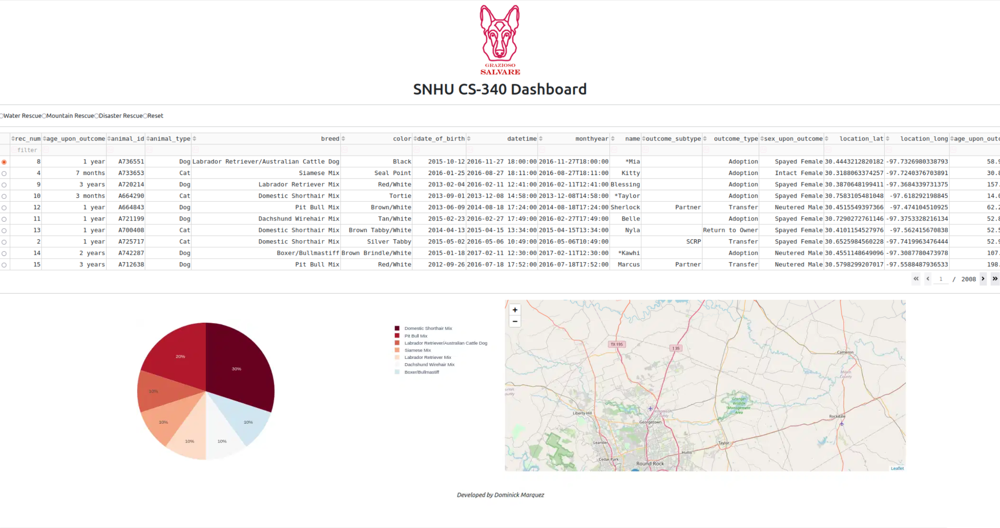 GRAZIOSO
SALVARE
SNHU CS-340 Dashboard
Water Rescue Mountain Rescue Disaster Rescue Reset
rec_num age_upon_outcome animal_id animal_type breed color date_of_birth datetime monthyear name outcome_subtype outcome_type sex_upon_outcome location_lat location_long age_upon_outc
filter
8 1 year A736551 Dog Labrador Retriever/Australian Cattle Dog Black 2015-10-12 2016-11-27 18:00:00 2016-11-27T18:00:00 *Mia Adoption Spayed Female 30.4443212820182 -97.7326980338793 58.9
4 7 months A733653 Cat Siamese Mix Seal Point 2016-01-25 2016-08-27 18:11:00 2016-08-27T18:11:00 Kitty Adoption Intact Female 30.3188063374257 -97.7240376703891 30.8
9 3 years A720214 Dog Labrador Retriever Mix Red/White 2013-02-04 2016-02-11 12:41:00 2016-02-11T12:41:00 Blessing Adoption Spayed Female 30.3870648199411 -97.3684339731375 157.
10 3 months A664290 Cat Domestic Shorthair Mix Tortie 2013-09-01 2013-12-08 14:58:00 2013-12-08T14:58:00 *Taylor Adoption Spayed Female 30.7583105481048 -97.618292198845 14.0
12 1 year A664843 Dog Pit Bull Mix Brown/White 2013-06-09 2014-08-18 17:24:00 2014-08-18T17:24:00 Sherlock Partner Transfer Neutered Male 30.4515549397366 -97.474104510925 62.2
11 1 year A721199 Dog Dachshund Wirehair Mix Tan/White 2015-02-23 2016-02-27 17:49:00 2016-02-27T17:49:00 Belle Adoption Spayed Female 30.7290272761146 -97.3753328216134 52.8
13 1 year A700408 Cat Domestic Shorthair Mix Brown Tabby/White 2014-04-13 2015-04-15 13:34:00 2015-04-15T13:34:00 Nyla Return to Owner Spayed Female 30.4101154527976 -97.562415670838 52.5
2 1 year A725717 Cat Domestic Shorthair Mix Silver Tabby 2015-05-02 2016-05-06 10:49:00 2016-05-06T10:49:00 SCRP Transfer Spayed Female 30.6525984560228 -97.7419963476444 52.9
14 2 years A742287 Dog Boxer/Bullmastiff Brown Brindle/White 2015-01-18 2017-02-11 12:30:00 2017-02-11T12:30:00 *Kawhi Adoption Neutered Male 30.4551148649096 -97.3087780473978 107.
15 3 years A712638 Dog Pit Bull Mix Red/White 2012-09-26 2016-07-18 17:52:00 2016-07-18T17:52:00 Marcus Partner Transfer Neutered Male 30.5798299207017 -97.5588487936533 198.
1 / 2008
30%
20%
10%
10%
10%
10%
10%
Domestic Shorthair Mix
Pit Bull Mix
Labrador Retriever/Australian Cattle Dog
Siamese Mix
Labrador Retriever Mix
Dachshund Wirehair Mix
Boxer/Bullmastiff
+
−
TX 195
I 35
Cameron
Milam
County
urnet
ounty
Granger
Wildlife
Management
Area
Williamson
County
Liberty Hill
Georgetown
Rockdale
Leander
Taylor
Hutto
Cedar Park
Round Rock
Leaflet
Developed by Dominick Marquez